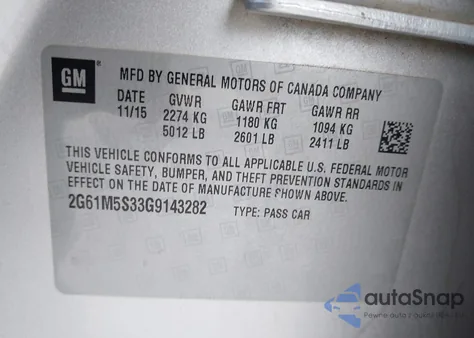 GM
MFD BY GENERAL MOTORS OF CANADA COMPANY
DATE GVWR GAWR FRT GAWR RR
11/15 2274 KG 1180 KG 1094 KG
5012 LB 2601 LB 2411 LB
THIS VEHICLE CONFORMS TO ALL APPLICABLE U.S. FEDERAL MOTOR
VEHICLE SAFETY, BUMPER, AND THEFT PREVENTION STANDARDS IN
EFFECT ON THE DATE OF MANUFACTURE SHOWN ABOVE.
2G61M5S33G9143282 TYPE: PASS CAR
autoSnap